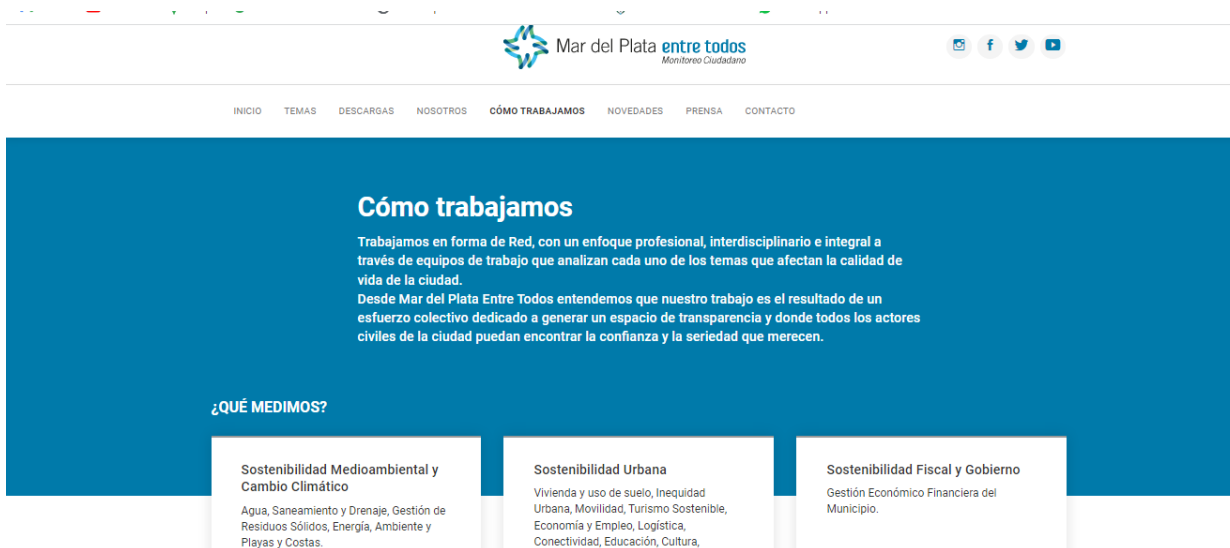 Mar del Plata entre todos
Monitoreo Ciudadano
INICIO TEMAS DESCARGAS NOSOTROS CÓMO TRABAJAMOS NOVEDADES PRENSA CONTACTO
Cómo trabajamos
Trabajamos en forma de Red, con un enfoque profesional, interdisciplinario e integral a
través de equipos de trabajo que analizan cada uno de los temas que afectan la calidad de
vida de la ciudad.
Desde Mar del Plata Entre Todos entendemos que nuestro trabajo es el resultado de un
esfuerzo colectivo dedicado a generar un espacio de transparencia y donde todos los actores
civiles de la ciudad puedan encontrar la confianza y la seriedad que merecen.
¿QUÉ MEDIMOS?
Sostenibilidad Medioambiental y
Cambio Climático
Agua, Saneamiento y Drenaje, Gestión de
Residuos Sólidos, Energía, Ambiente y
Playas y Costas.
Sostenibilidad Urbana
Vivienda y uso de suelo, Inequidad
Urbana, Movilidad, Turismo Sostenible,
Economía y Empleo, Logística,
Conectividad, Educación, Cultura,
Sostenibilidad Fiscal y Gobierno
Gestión Económico Financiera del
Municipio.